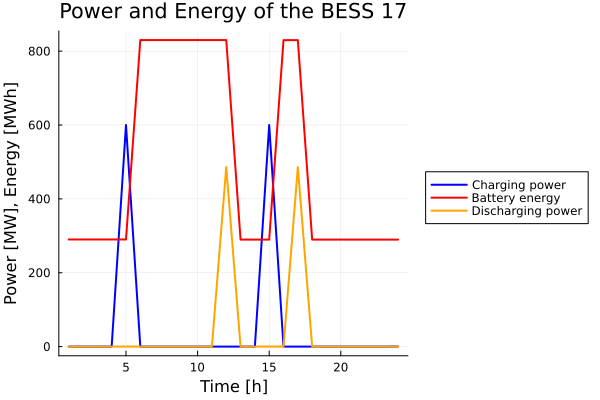 Power and Energy of the BESS 17
Power [MW], Energy [MWh]
800
600
400
200
0
5
10
15
20
Time [h]
Charging power
Battery energy
Discharging power